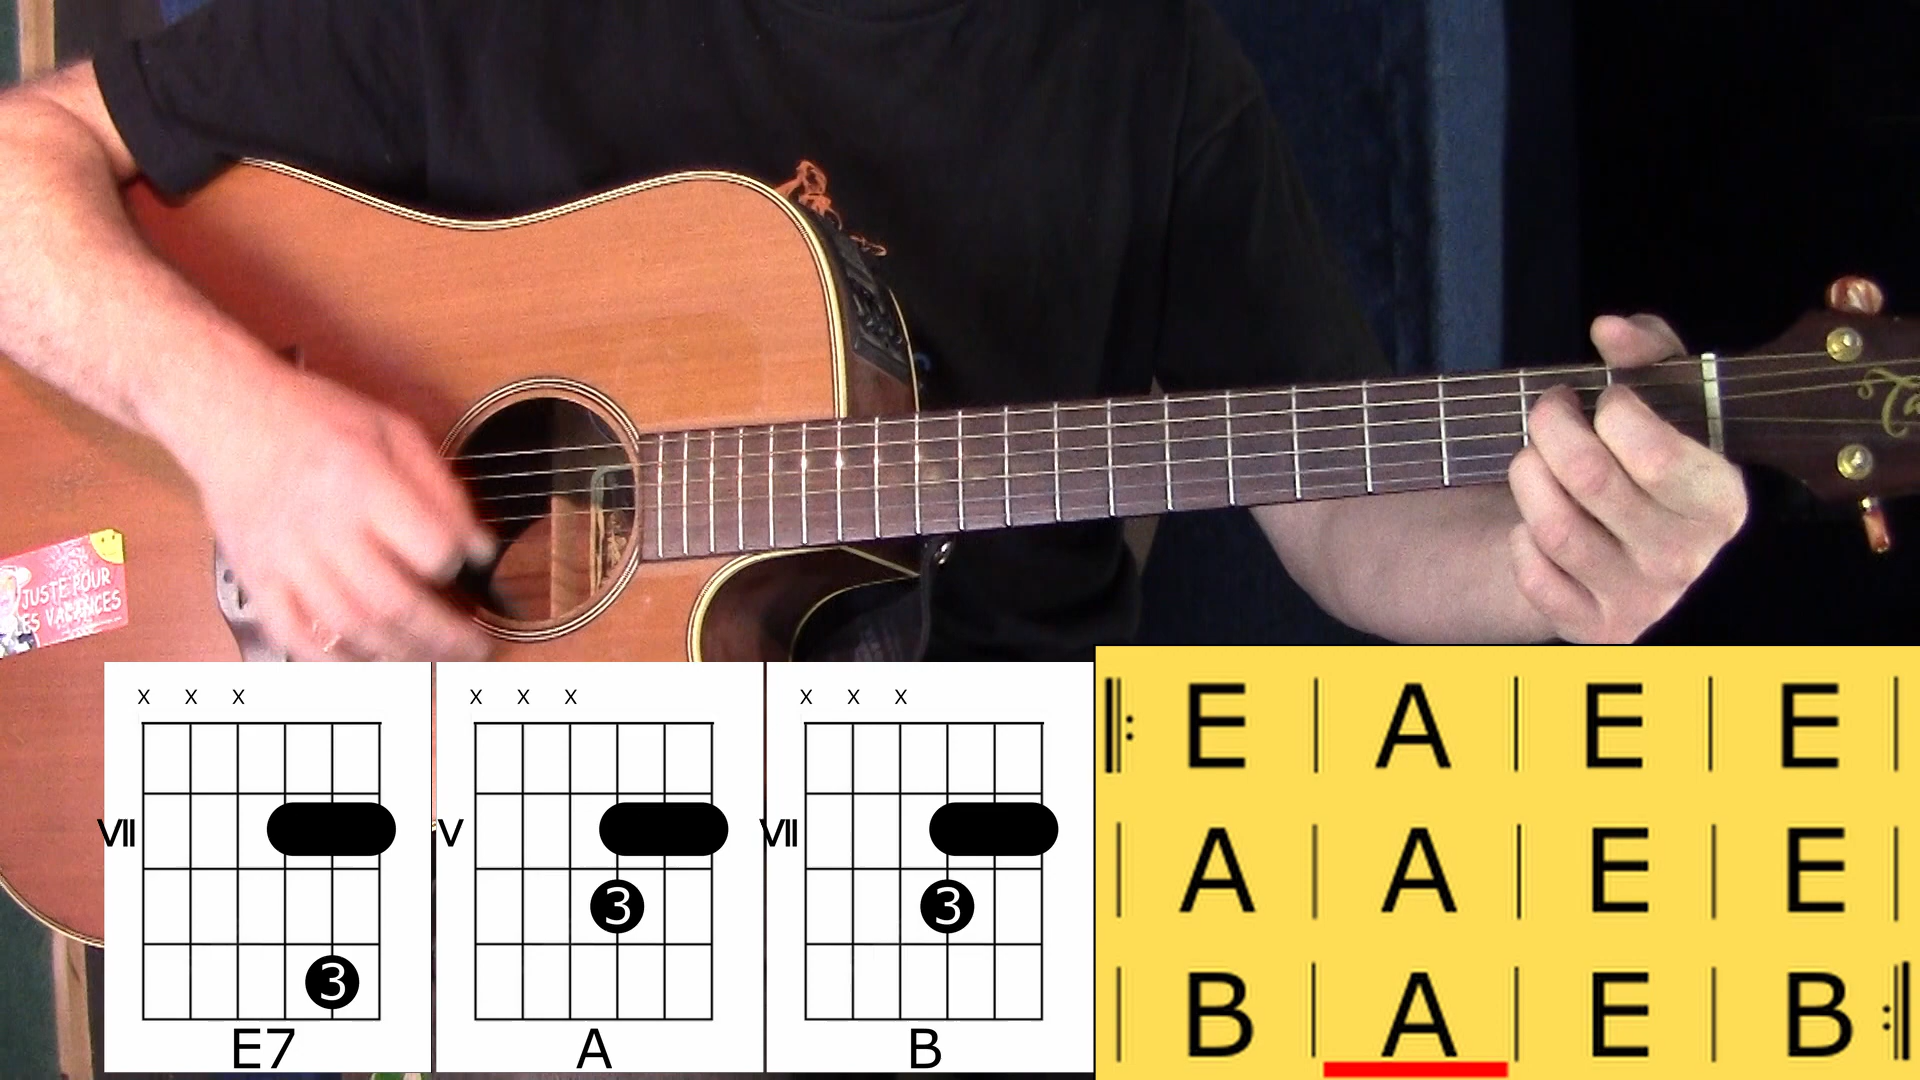 JUSTE POUR
LES VACANCES
x x x
VII
3
E7
x x x
V
3
A
x x x
VII
3
B
E | A | E | E |
| A | A | E | E |
| B | A | E | B